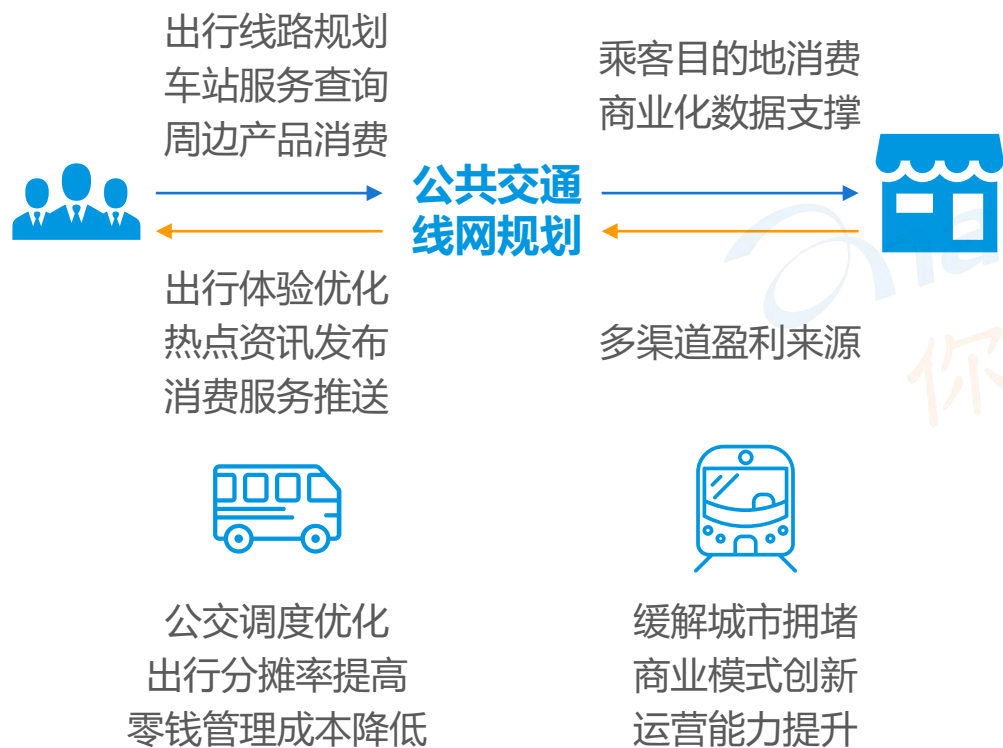 出行线路规划
车站服务查询
周边产品消费
乘客目的地消费
商业化数据支撑
公共交通
线网规划
出行体验优化
热点资讯发布
消费服务推送
多渠道盈利来源
你
公交调度优化
出行分摊率提高
零钱管理成本降低
缓解城市拥堵
商业模式创新
运营能力提升